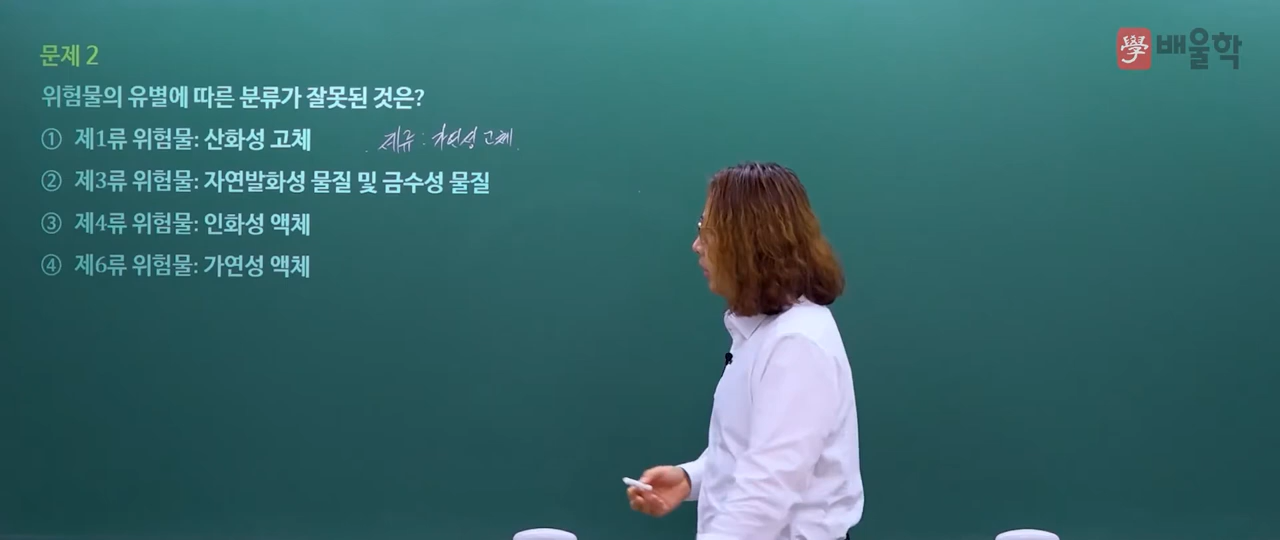 學 배울학
문제 2
위험물의 유별에 따른 분류가 잘못된 것은?
① 제1류 위험물: 산화성 고체
가연성 고체
② 제3류 위험물: 자연발화성 물질 및 금수성 물질
③ 제4류 위험물: 인화성 액체
④ 제6류 위험물: 가연성 액체